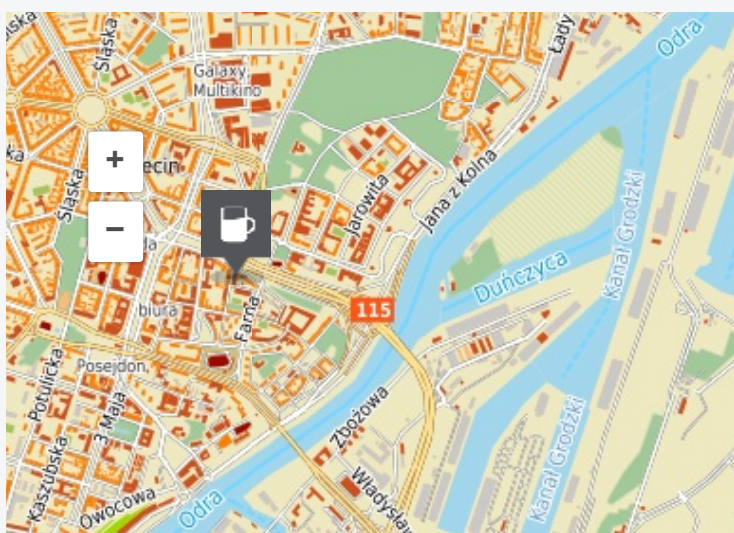 Śląska
Łady
Odra
Galaxy
Multikino
+
ecin
Śląska
Jarowita
Jana z Kolna
Kanał Grodzki
−
Duńczyca
biura
Farna
115
Posejdon.
Potulicka
3 Maja
Zbożowa
Kaszubska
Owocowa
Odra
Władysław
Kanał Grodzki